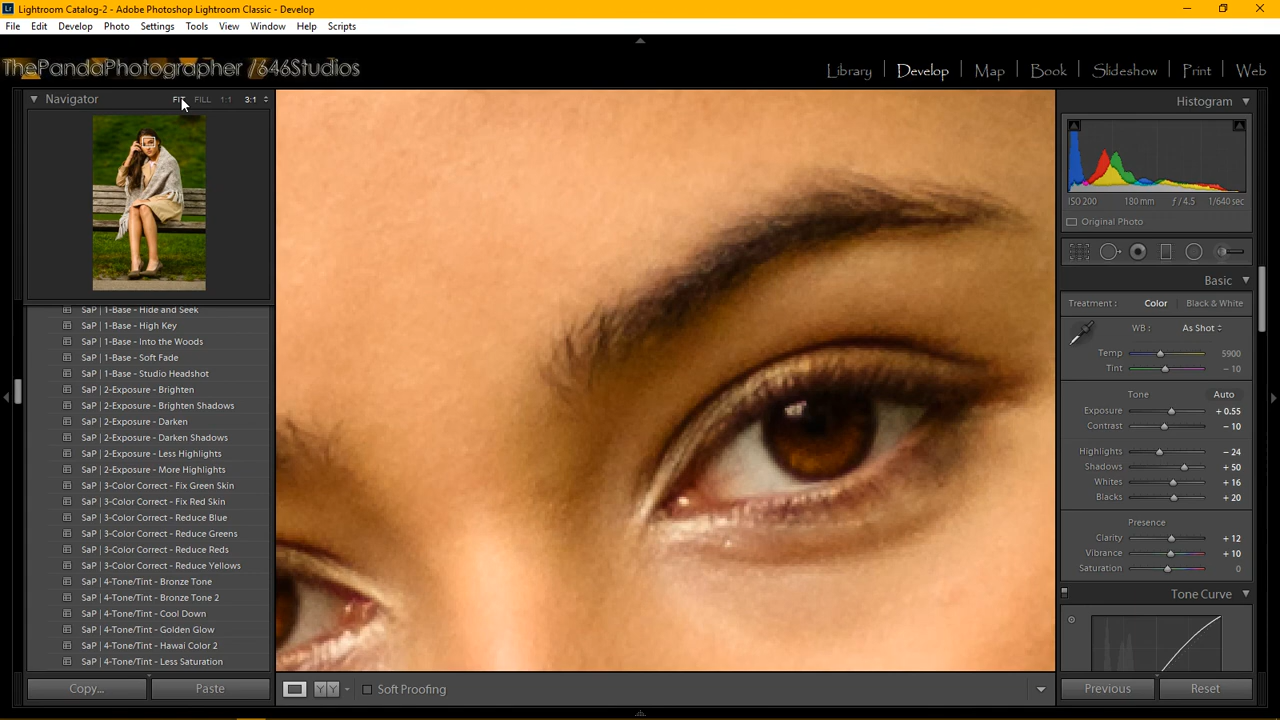 Lightroom Catalog-2 - Adobe Photoshop Lightroom Classic - Develop
File Edit Develop Photo Settings Tools View Window Help Scripts
ThePandaPhotographer /646Studios
Library Develop Map Book Slideshow Print Web
Navigator FIT FILL 1:1 3:1
SaP | 1-Base - Hide and Seek
SaP | 1-Base - High Key
SaP | 1-Base - Into the Woods
SaP | 1-Base - Soft Fade
SaP | 1-Base - Studio Headshot
SaP | 2-Exposure - Brighten
SaP | 2-Exposure - Brighten Shadows
SaP | 2-Exposure - Darken
SaP | 2-Exposure - Darken Shadows
SaP | 2-Exposure - Less Highlights
SaP | 2-Exposure - More Highlights
SaP | 3-Color Correct - Fix Green Skin
SaP | 3-Color Correct - Fix Red Skin
SaP | 3-Color Correct - Reduce Blue
SaP | 3-Color Correct - Reduce Greens
SaP | 3-Color Correct - Reduce Reds
SaP | 3-Color Correct - Reduce Yellows
SaP | 4-Tone/Tint - Bronze Tone
SaP | 4-Tone/Tint - Bronze Tone 2
SaP | 4-Tone/Tint - Cool Down
SaP | 4-Tone/Tint - Golden Glow
SaP | 4-Tone/Tint - Hawai Color 2
SaP | 4-Tone/Tint - Less Saturation
Copy... Paste
Soft Proofing
Histogram
ISO 200 180 mm ƒ / 4.5 1/640 sec
Original Photo
Basic
Treatment : Color Black & White
WB : As Shot
Temp 5900
Tint – 10
Tone Auto
Exposure + 0.55
Contrast – 10
Highlights – 24
Shadows + 50
Whites + 16
Blacks + 20
Presence
Clarity + 12
Vibrance + 10
Saturation 0
Tone Curve
Previous Reset